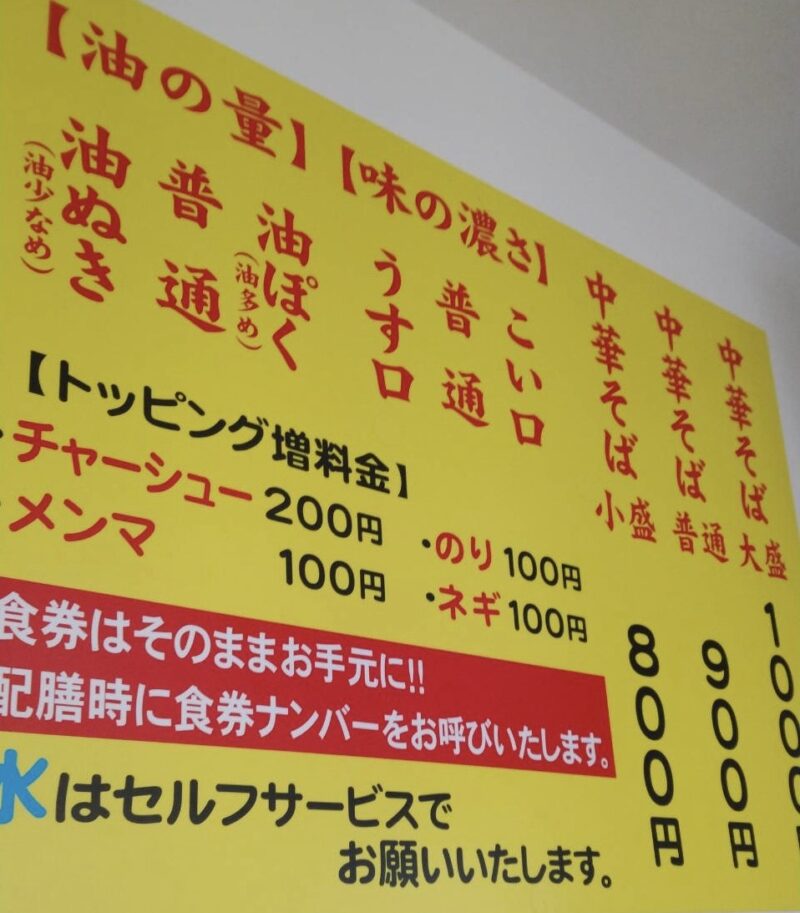 中華そば 大盛 1000
中華そば 普通 900円
中華そば 小盛 800円
【味の濃さ】
こい口
普通
うす口
【油の量】
油ぽく
(油多め)
普通
油ぬき
(油少なめ)
【トッピング増料金】
・チャーシュー 200円
・メンマ 100円
・のり 100円
・ネギ 100円
食券はそのままお手元に!!
配膳時に食券ナンバーをお呼びいたします。
水はセルフサービスで
お願いいたします。